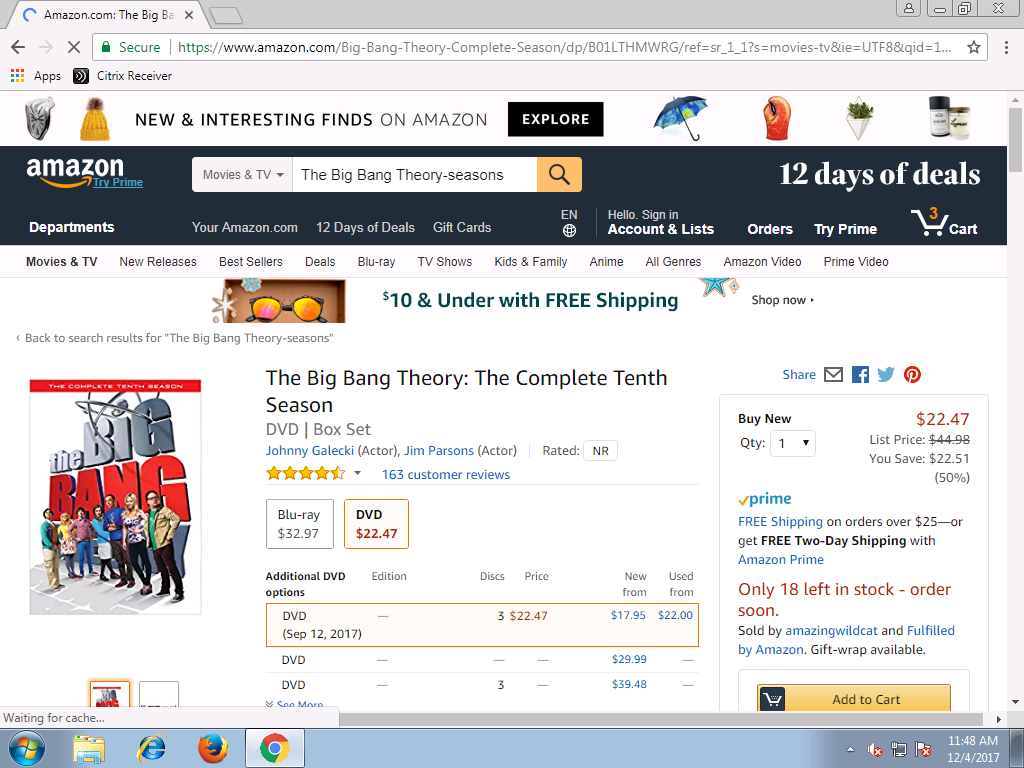 Amazon.com: The Big Ba
Secure
https://www.amazon.com/Big-Bang-Theory-Complete-Season/dp/B01LTHMWRG/ref=sr_1_1?s=movies-tv&ie=UTF8&qid=1...
Apps
Citrix Receiver
NEW & INTERESTING FINDS ON AMAZON
EXPLORE
amazon
Try Prime
Movies & TV
The Big Bang Theory-seasons
12 days of deals
Departments
Your Amazon.com
12 Days of Deals
Gift Cards
EN
Hello. Sign in
Account & Lists
Orders
Try Prime
3
Cart
Movies & TV
New Releases
Best Sellers
Deals
Blu-ray
TV Shows
Kids & Family
Anime
All Genres
Amazon Video
Prime Video
$10 & Under with FREE Shipping
Shop now ›
‹ Back to search results for "The Big Bang Theory-seasons"
THE COMPLETE TENTH SEASON
the BIG
BANG
The Big Bang Theory: The Complete Tenth
Season
DVD | Box Set
Johnny Galecki (Actor), Jim Parsons (Actor)
Rated: NR
163 customer reviews
Blu-ray
$32.97
DVD
$22.47
Additional DVD options
Edition
Discs
Price
New from
Used from
DVD
(Sep 12, 2017)
—
3
$22.47
$17.95
$22.00
DVD
—
—
—
$29.99
—
DVD
—
3
—
$39.48
—
See More
Share
Buy New
$22.47
Qty: 1
List Price: $44.98
You Save: $22.51
(50%)
prime
FREE Shipping on orders over $25—or
get FREE Two-Day Shipping with
Amazon Prime
Only 18 left in stock - order
soon.
Sold by amazingwildcat and Fulfilled
by Amazon. Gift-wrap available.
Add to Cart
Waiting for cache...
11:48 AM
12/4/2017